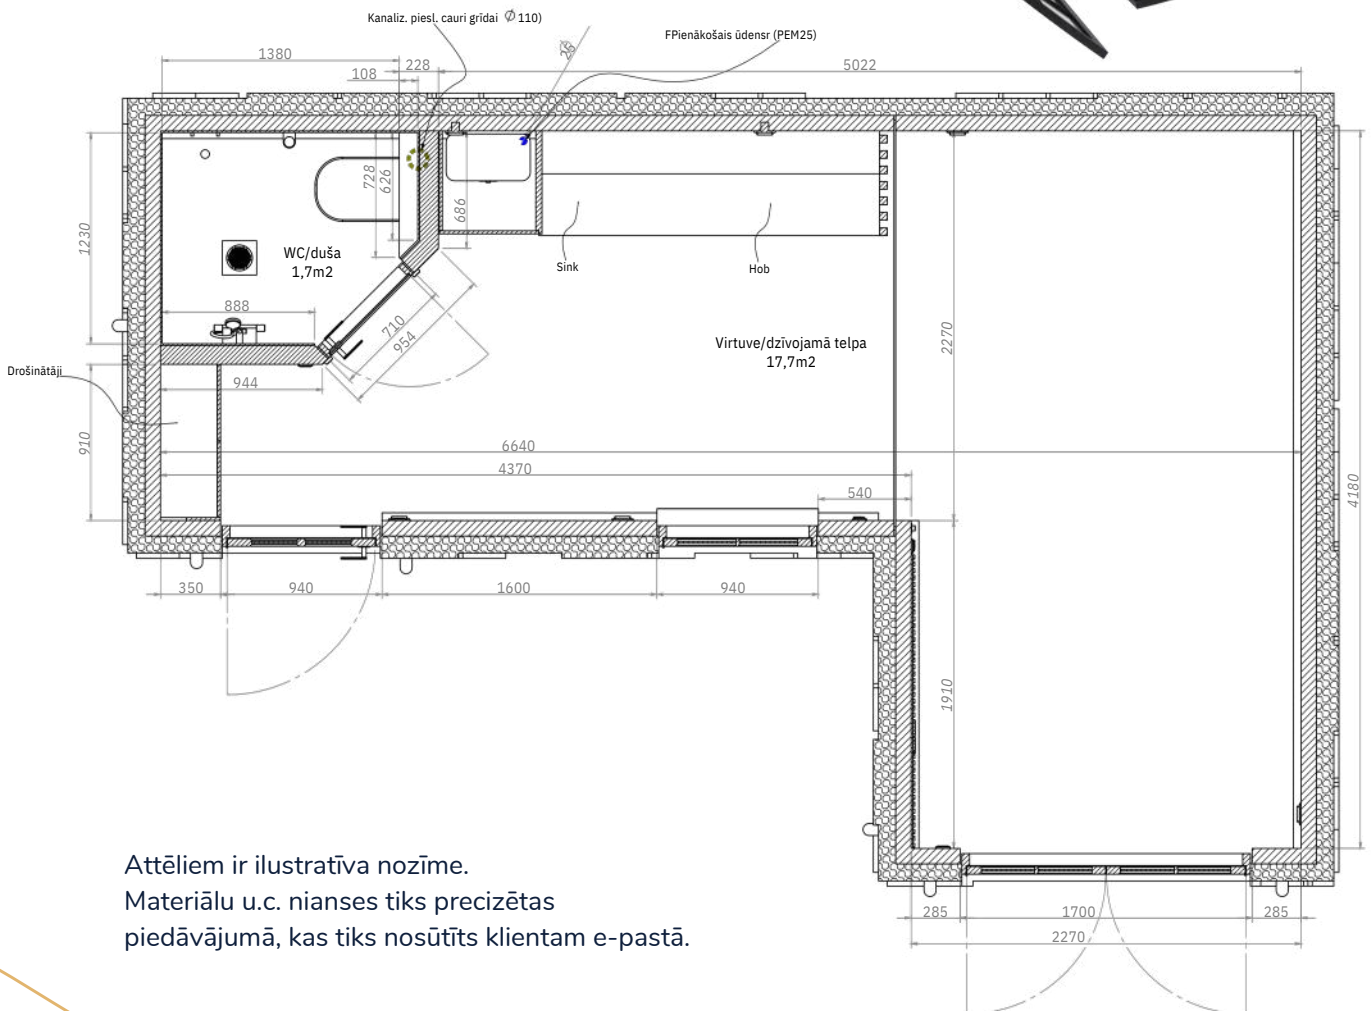 Kanaliz. piesl. cauri grīdai ∅ 110)
FPienākošais ūdensr (PEM25)
∅
25
1380
228
5022
108
728
626
686
1230
WC/duša
1,7m2
888
Sink
Hob
710
954
Virtuve/dzīvojamā telpa
17,7m2
2270
Drošinātāji
944
910
6640
4370
540
4180
350
940
1600
940
1910
285
1700
285
2270
Attēliem ir ilustratīva nozīme.
Materiālu u.c. nianses tiks precizētas
piedāvājumā, kas tiks nosūtīts klientam e-pastā.